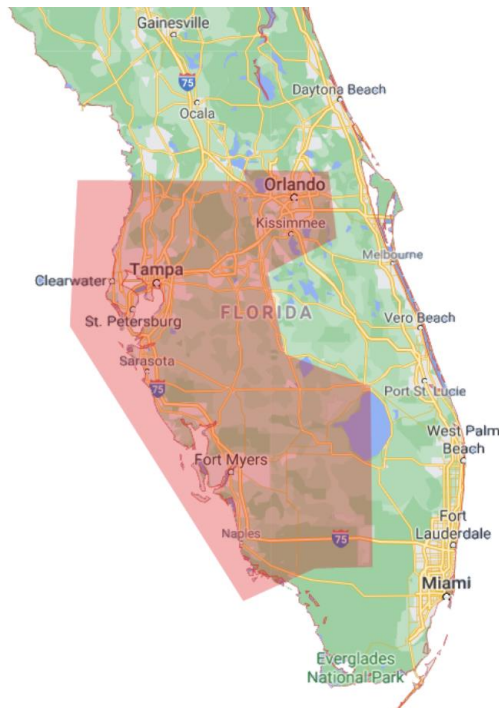 Gainesville
75
Daytona Beach
Ocala
Orlando
Kissimmee
Melbourne
Clearwater
Tampa
FLORIDA
St. Petersburg
Vero Beach
Sarasota
75
Port St. Lucie
West Palm
Beach
Fort Myers
Fort
Lauderdale
Naples
75
Miami
Everglades
National Park